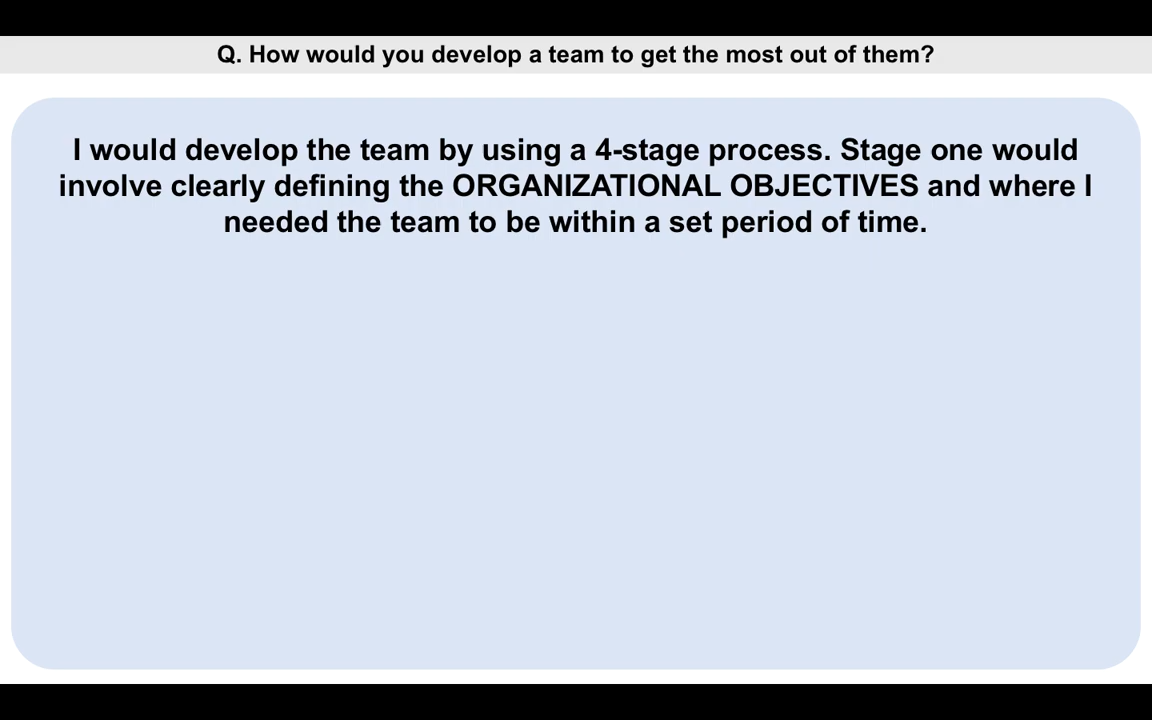 Q. How would you develop a team to get the most out of them?
I would develop the team by using a 4-stage process. Stage one would
involve clearly defining the ORGANIZATIONAL OBJECTIVES and where I
needed the team to be within a set period of time.